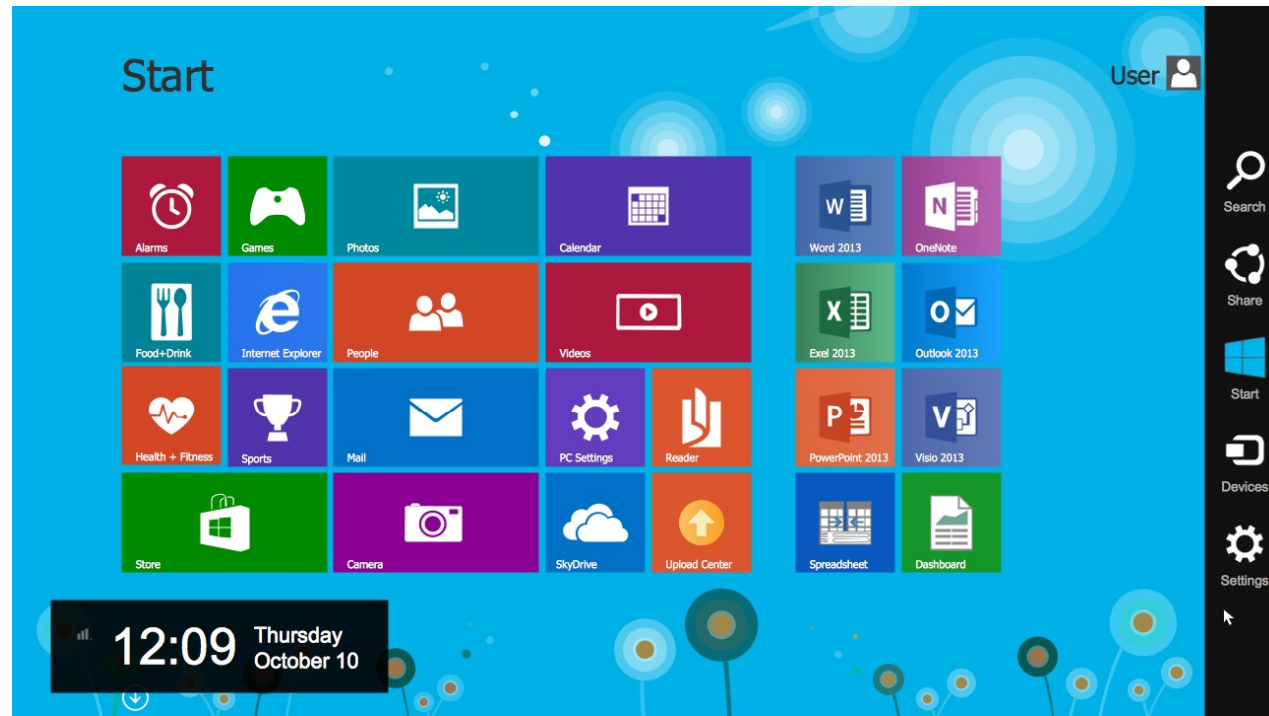 Start
User
Alarms
Games
Photos
Calendar
Word 2013
OneNote
Food+Drink
Internet Explorer
People
Videos
Exel 2013
Outlook 2013
Health + Fitness
Sports
Mail
PC Settings
Reader
PowerPoint 2013
Visio 2013
Store
Camera
SkyDrive
Upload Center
Spreadsheet
Dashboard
W
N
X
O
P
V
Search
Share
Start
Devices
Settings
12:09
Thursday
October 10